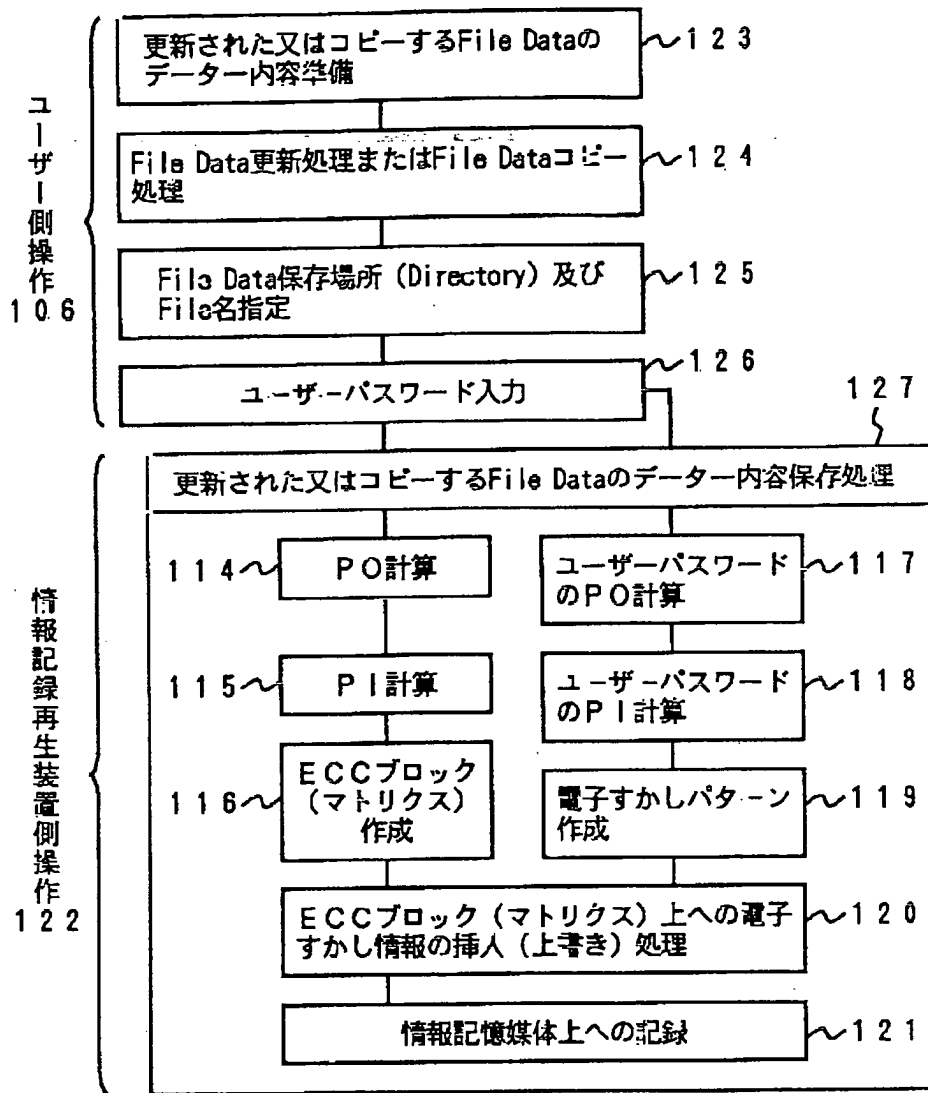 更新された又はコピーするFile Dataの
データー内容準備
123
File Data更新処理またはFile Dataコピー
処理
124
File Data保存場所（Directory）及び
File名指定
125
ユーザーパスワード入力
126
ユーザー側操作
106
127
更新された又はコピーするFile Dataのデーター内容保存処理
114
PO計算
ユーザーパスワード
のPO計算
117
115
PI計算
ユーザーパスワード
のPI計算
118
116
ECCブロック
（マトリクス）
作成
電子すかしパターン
作成
119
ECCブロック（マトリクス）上への電子
すかし情報の挿入（上書き）処理
120
情報記憶媒体上への記録
121
情報記録再生装置側操作
122